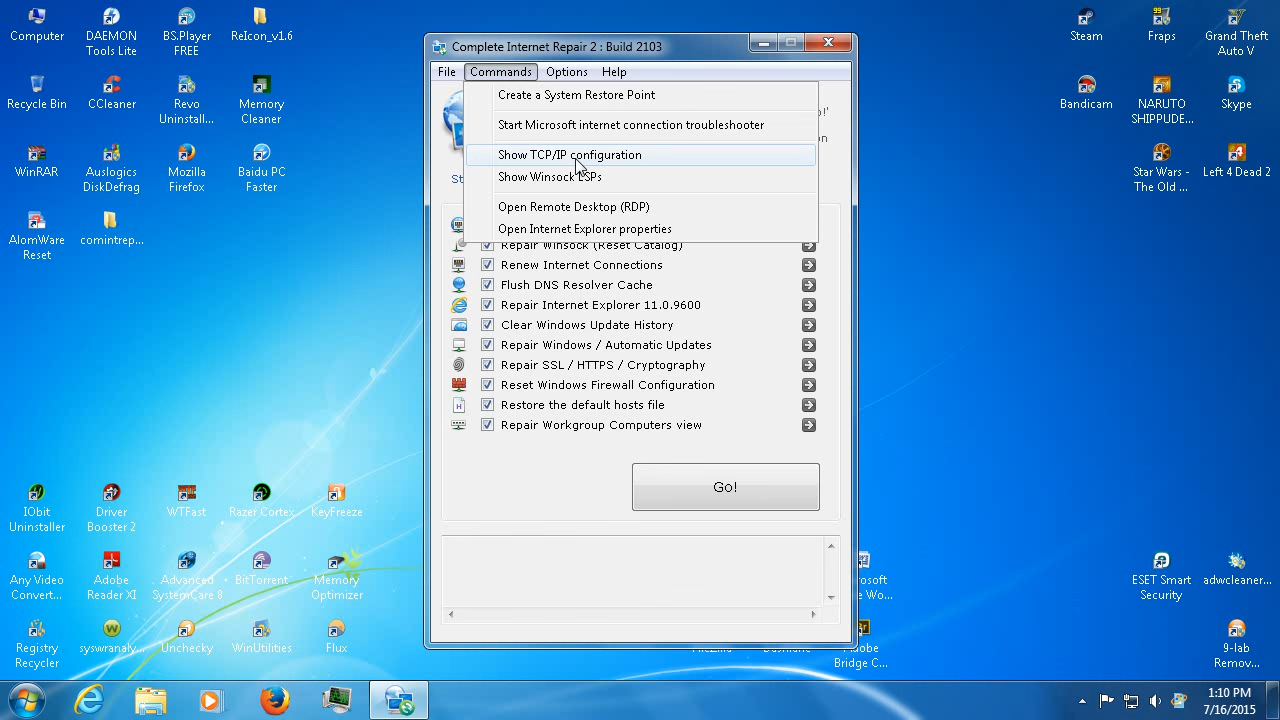 Computer
DAEMON
Tools Lite
BS.Player
FREE
ReIcon_v1.6
Recycle Bin
CCleaner
Revo
Uninstall...
Memory
Cleaner
WinRAR
Auslogics
DiskDefrag
Mozilla
Firefox
Baidu PC
Faster
AlomWare
Reset
comintrep...
IObit
Uninstaller
Driver
Booster 2
WTFast
Razer Cortex
KeyFreeze
Any Video
Convert...
Adobe
Reader XI
Advanced
SystemCare 8
BitTorrent
Memory
Optimizer
Registry
Recycler
syswranaly...
Unchecky
WinUtilities
Flux
Complete Internet Repair 2 : Build 2103
File Commands Options Help
Create a System Restore Point
Start Microsoft internet connection troubleshooter
Show TCP/IP configuration
Show Winsock LSPs
Open Remote Desktop (RDP)
Open Internet Explorer properties
Repair Winsock (Reset Catalog)
Renew Internet Connections
Flush DNS Resolver Cache
Repair Internet Explorer 11.0.9600
Clear Windows Update History
Repair Windows / Automatic Updates
Repair SSL / HTTPS / Cryptography
Reset Windows Firewall Configuration
Restore the default hosts file
Repair Workgroup Computers view
Go!
Adobe
Bridge C...
Steam
99
Fraps
Grand Theft
Auto V
Bandicam
NARUTO
SHIPPUDE...
Skype
Star Wars -
The Old ...
Left 4 Dead 2
ESET Smart
Security
adwcleaner...
9-lab
Remov...
1:10 PM
7/16/2015